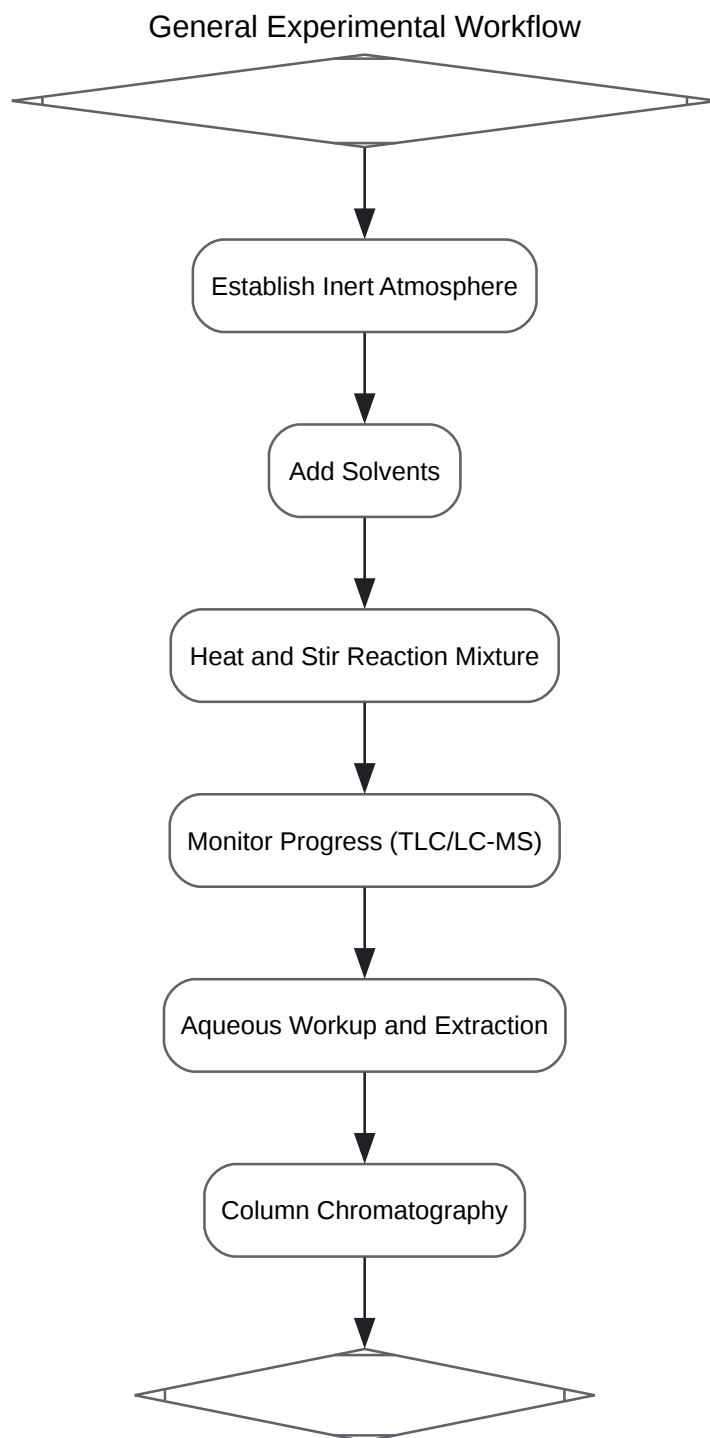 General Experimental Workflow
Establish Inert Atmosphere
Add Solvents
Heat and Stir Reaction Mixture
Monitor Progress (TLC/LC-MS)
Aqueous Workup and Extraction
Column Chromatography